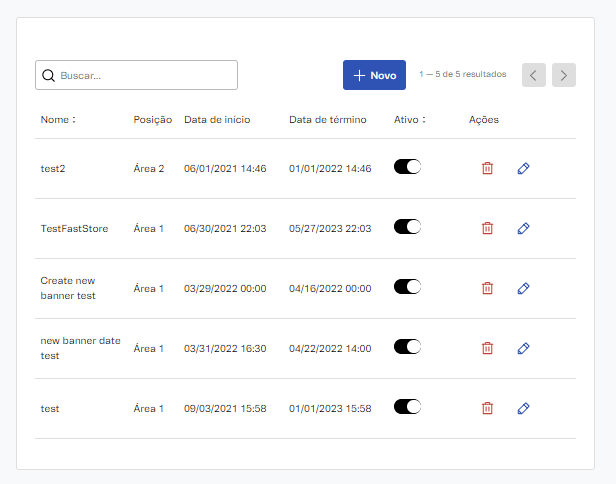 Buscar...
Novo
1 — 5 de 5 resultados
Nome Posição Data de início Data de término Ativo Ações
test2 Área 2 06/01/2021 14:46 01/01/2022 14:46
TestFastStore Área 1 06/30/2021 22:03 05/27/2023 22:03
Create new
banner test Área 1 03/29/2022 00:00 04/16/2022 00:00
new banner date
test Área 1 03/31/2022 16:30 04/22/2022 14:00
test Área 1 09/03/2021 15:58 01/01/2023 15:58